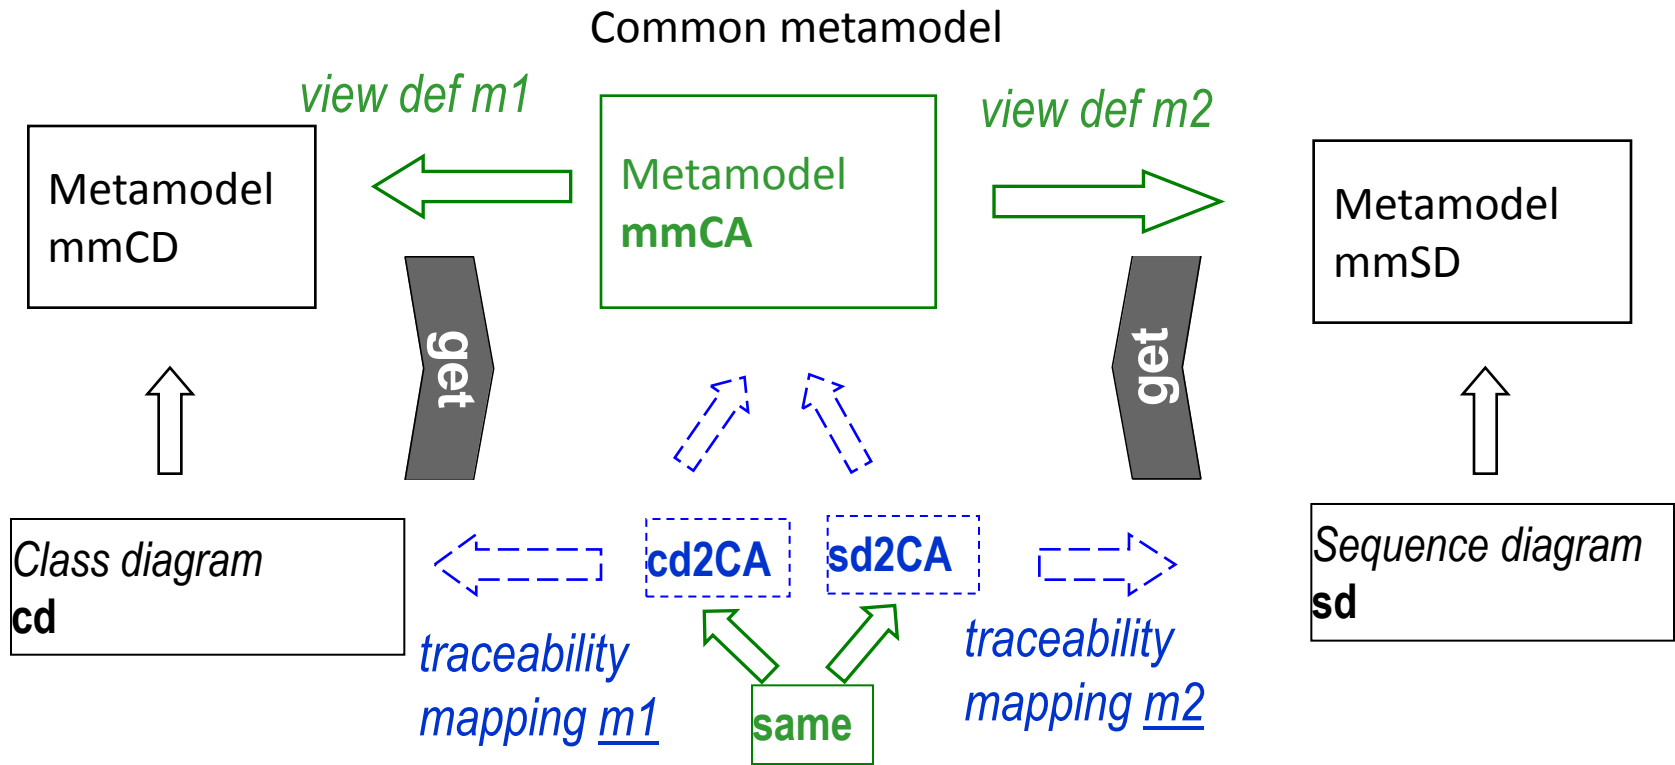 Common metamodel
view def m1
view def m2
Metamodel
mmCD
Metamodel
mmCA
Metamodel
mmSD
get
get
Class diagram
cd
cd2CA
sd2CA
Sequence diagram
sd
traceability
mapping m1
traceability
mapping m2
same